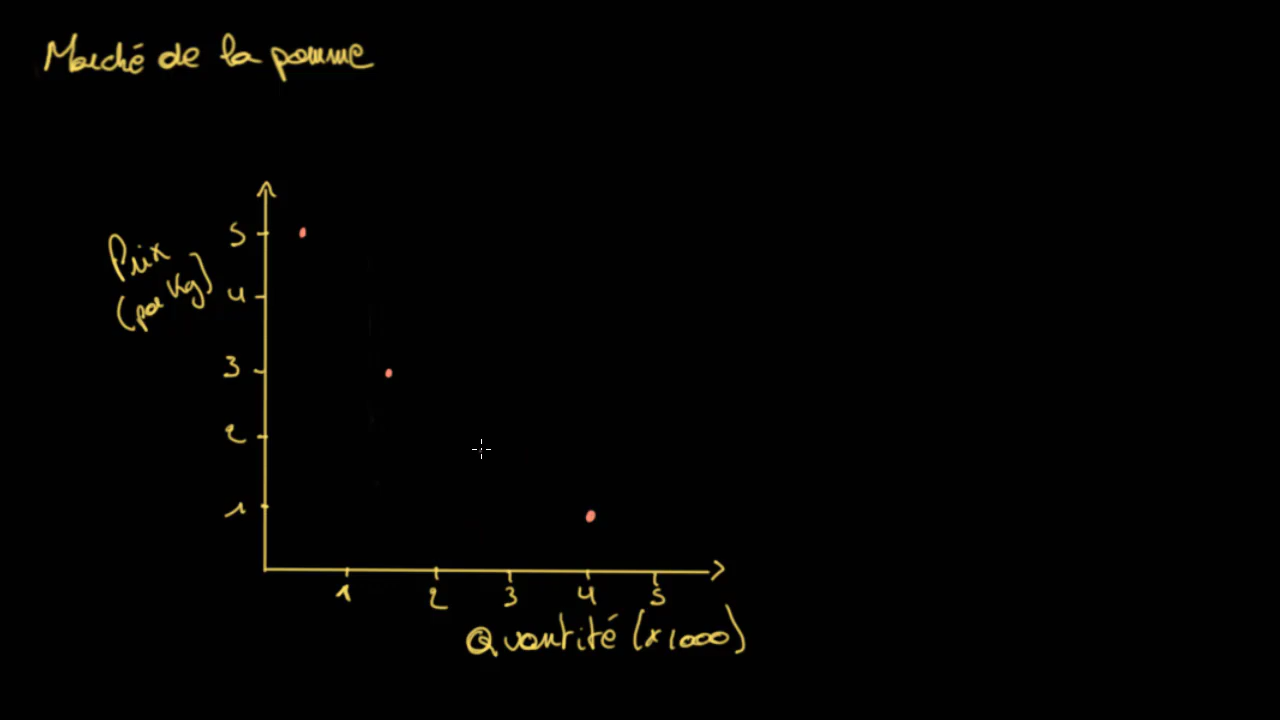 Marché de la pomme
Prix
(par Kg)
5
4
3
2
1
1 2 3 4 5
Quantité (x1000)